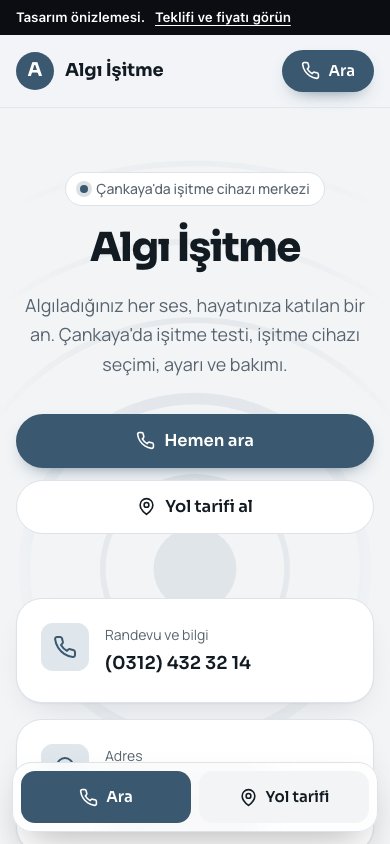 Tasarım önizlemesi. Teklifi ve fiyatı görün
A Algı İşitme Ara
Çankaya'da işitme cihazı merkezi
Algı İşitme
Algıladığınız her ses, hayatınıza katılan bir
an. Çankaya'da işitme testi, işitme cihazı
seçimi, ayarı ve bakımı.
Hemen ara
Yol tarifi al
Randevu ve bilgi
(0312) 432 32 14
Adres
Ara Yol tarifi